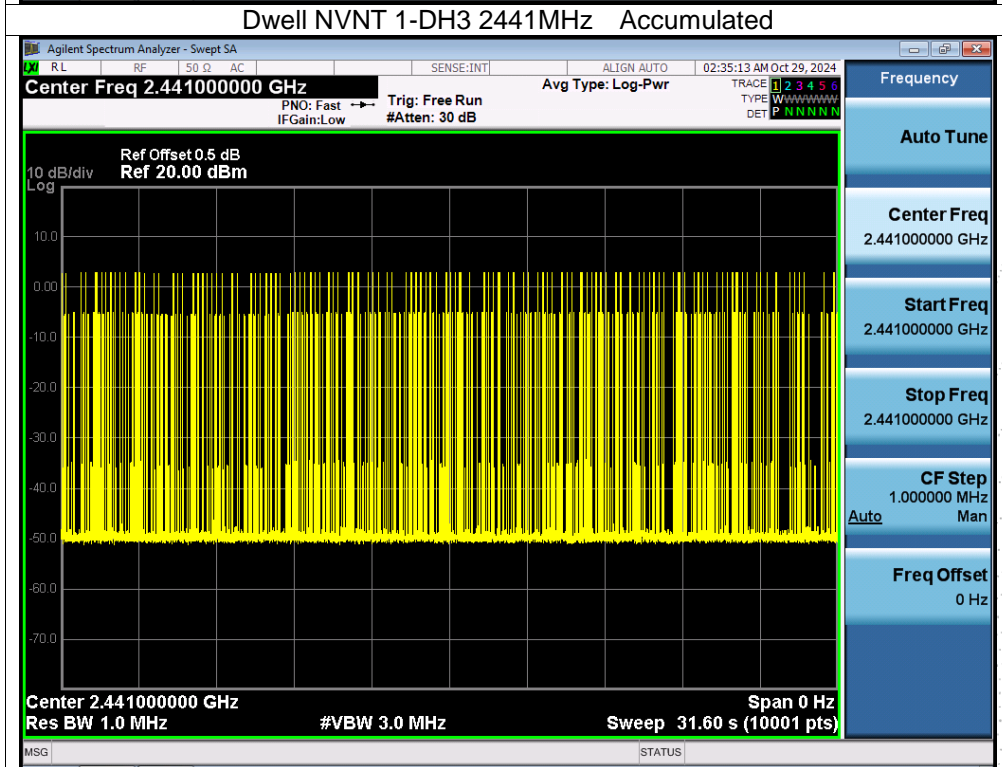 Dwell NVNT 1-DH3 2441MHz Accumulated
Agilent Spectrum Analyzer - Swept SA
LXI RL RF 50 Ω AC SENSE:INT ALIGN AUTO 02:35:13 AM Oct 29, 2024
Center Freq 2.441000000 GHz
PNO: Fast
IFGain:Low
Trig: Free Run
#Atten: 30 dB
Avg Type: Log-Pwr
TRACE 1 2 3 4 5 6
TYPE WWWWWWW
DET P N N N N N
Ref Offset 0.5 dB
10 dB/div Ref 20.00 dBm
Log
10.0
0.00
-10.0
-20.0
-30.0
-40.0
-50.0
-60.0
-70.0
Center 2.441000000 GHz Span 0 Hz
Res BW 1.0 MHz #VBW 3.0 MHz Sweep 31.60 s (10001 pts)
MSG STATUS
Frequency
Auto Tune
Center Freq
2.441000000 GHz
Start Freq
2.441000000 GHz
Stop Freq
2.441000000 GHz
CF Step
1.000000 MHz
Auto Man
Freq Offset
0 Hz